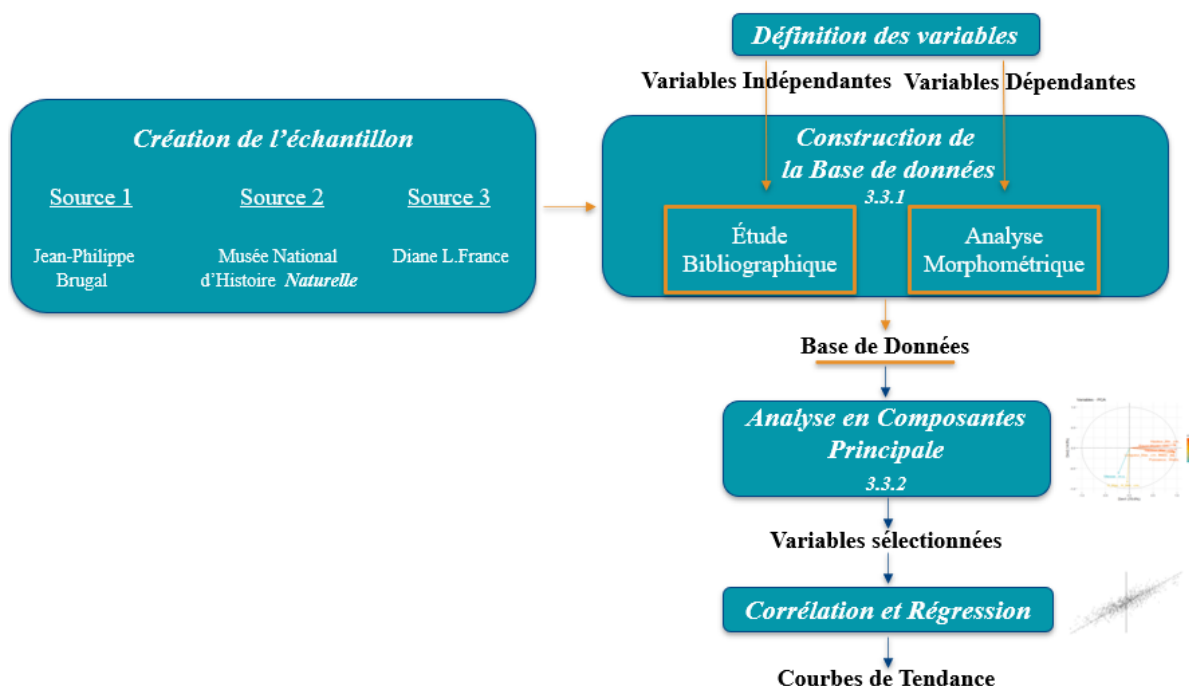 Définition des variables
Variables Indépendantes
Variables Dépendantes
Création de l'échantillon
Source 1
Source 2
Source 3
Jean-Philippe
Brugal
Musée National
d'Histoire Naturelle
Diane L.France
Construction de
la Base de données
3.3.1
Étude
Bibliographique
Analyse
Morphométrique
Base de Données
Analyse en Composantes
Principale
3.3.2
Variables sélectionnées
Corrélation et Régression
Courbes de Tendance